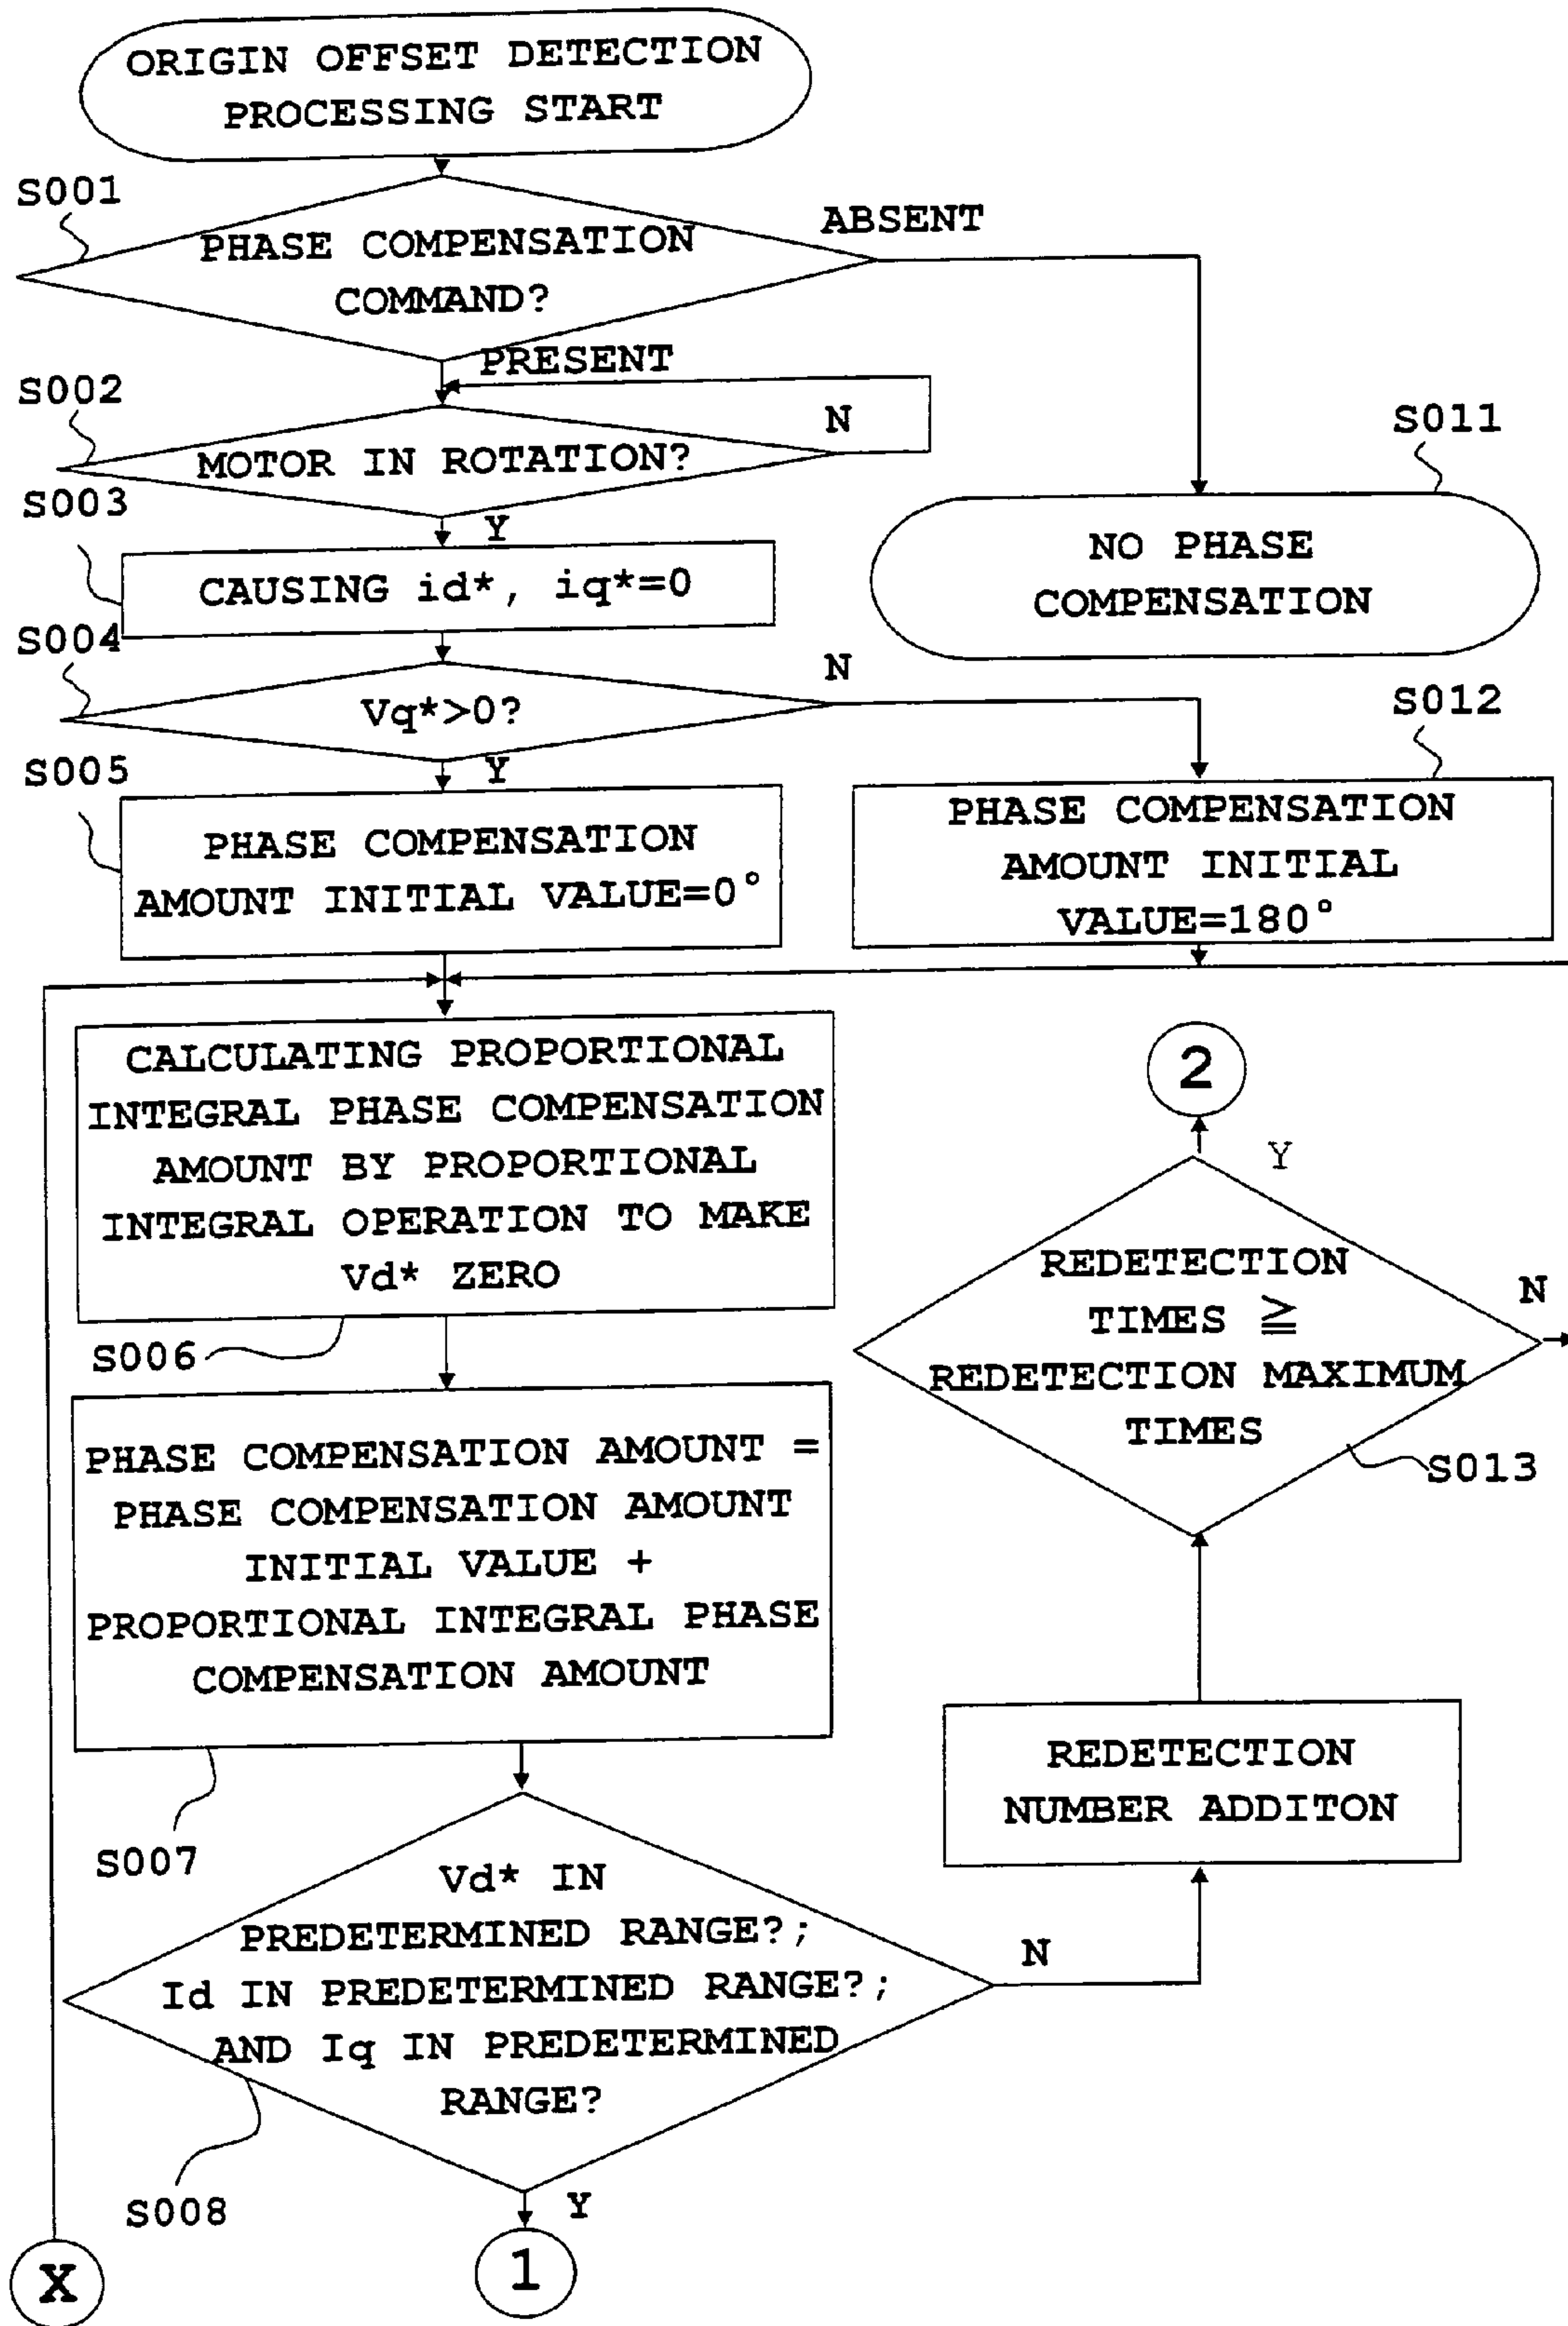 ORIGIN OFFSET DETECTION
PROCESSING START
S001
PHASE COMPENSATION
COMMAND?
ABSENT
PRESENT
S002
MOTOR IN ROTATION?
N
S003
Y
CAUSING id*, iq*=0
S011
NO PHASE
COMPENSATION
S004
Vq*>0?
N
S005
Y
PHASE COMPENSATION
AMOUNT INITIAL VALUE=0°
S012
PHASE COMPENSATION
AMOUNT INITIAL
VALUE=180°
CALCULATING PROPORTIONAL
INTEGRAL PHASE COMPENSATION
AMOUNT BY PROPORTIONAL
INTEGRAL OPERATION TO MAKE
Vd* ZERO
S006
2
Y
REDETECTION
TIMES ≧
REDETECTION MAXIMUM
TIMES
N
S013
PHASE COMPENSATION AMOUNT =
PHASE COMPENSATION AMOUNT
INITIAL VALUE +
PROPORTIONAL INTEGRAL PHASE
COMPENSATION AMOUNT
S007
REDETECTION
NUMBER ADDITON
Vd* IN
PREDETERMINED RANGE?;
Id IN PREDETERMINED RANGE?;
AND Iq IN PREDETERMINED
RANGE?
N
S008
Y
X
1